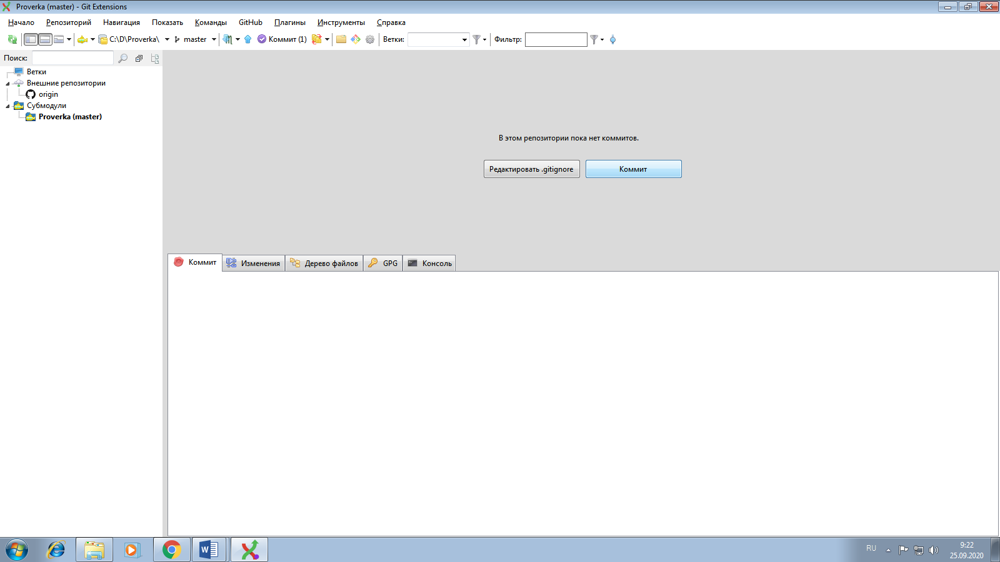 Proverka (master) - Git Extensions
Начало Репозиторий Навигация Показать Команды GitHub Плагины Инструменты Справка
C:\D\Proverka\ master Коммит (1) Ветки: Фильтр:
Поиск:
Ветки
Внешние репозитории
origin
Субмодули
Proverka (master)
В этом репозитории пока нет коммитов.
Редактировать .gitignore Коммит
Коммит Изменения Дерево файлов GPG Консоль
RU 9:22
25.09.2020